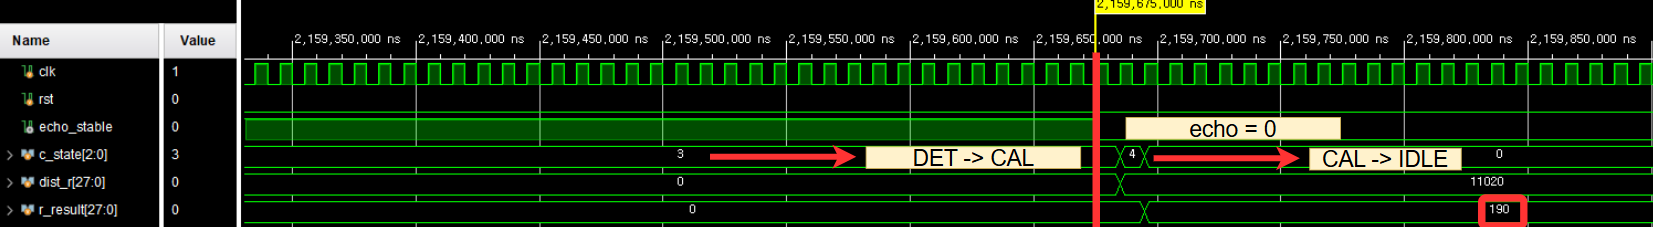 2,159,675,000 ns
Name Value
2,159,350,000 ns 2,159,400,000 ns 2,159,450,000 ns 2,159,500,000 ns 2,159,550,000 ns 2,159,600,000 ns 2,159,650,000 ns 2,159,700,000 ns 2,159,750,000 ns 2,159,800,000 ns 2,159,850,000 ns
clk 1
rst 0
echo_stable 0 echo = 0
c_state[2:0] 3 3 DET -> CAL 4 CAL -> IDLE 0
dist_r[27:0] 0 0 11020
r_result[27:0] 0 0 190